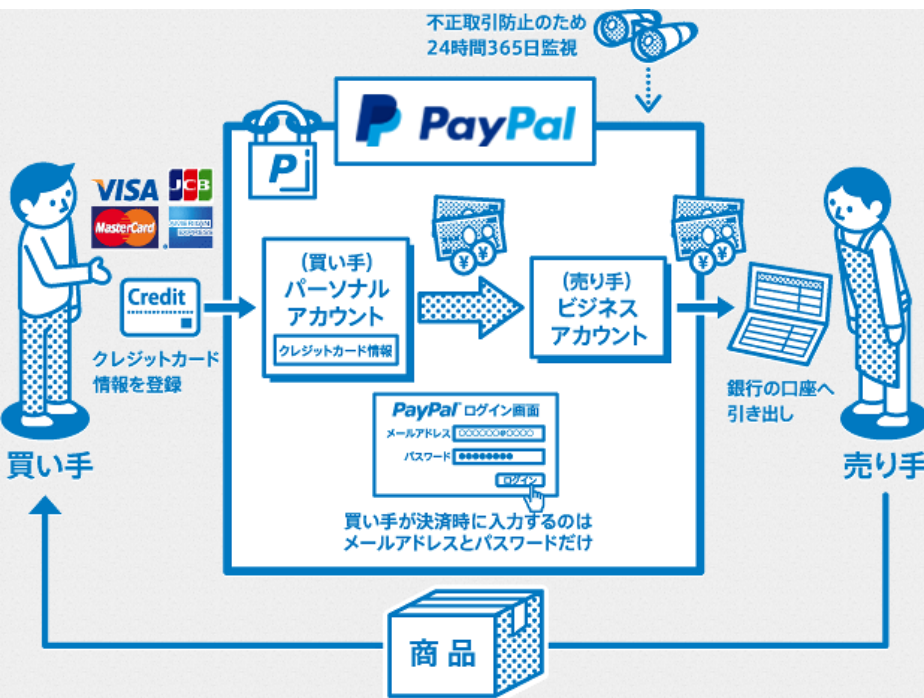 不正取引防止のため
24時間365日監視
PayPal
P
VISA
JCB
MasterCard
AMERICAN
EXPRESS
Credit
クレジットカード
情報を登録
(買い手)
パーソナル
アカウント
クレジットカード情報
¥¥
(売り手)
ビジネス
アカウント
¥¥
銀行の口座へ
引き出し
PayPal ログイン画面
メールアドレス ○○○○○○@○○○○
パスワード ●●●●●●●●
ログイン
買い手が決済時に入力するのは
メールアドレスとパスワードだけ
買い手
売り手
商品